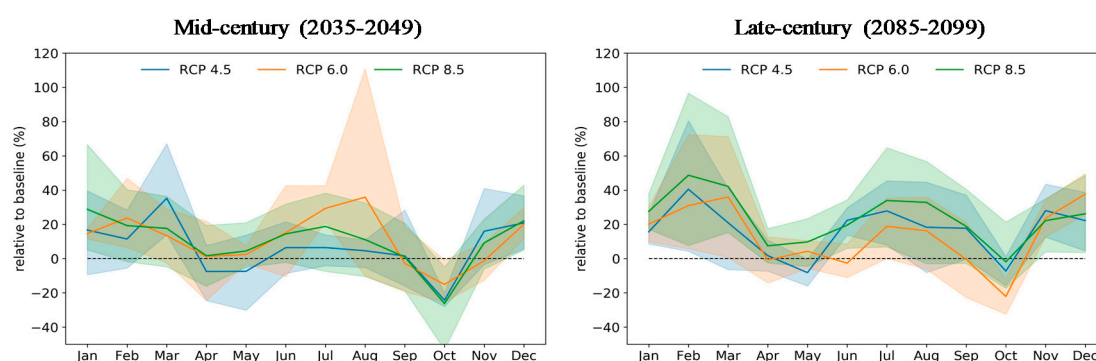 Mid-century (2035-2049)
relative to baseline (%)
120
100
80
60
40
20
0
−20
−40
RCP 4.5 RCP 6.0 RCP 8.5
Jan Feb Mar Apr May Jun Jul Aug Sep Oct Nov Dec
Late-century (2085-2099)
relative to baseline (%)
120
100
80
60
40
20
0
−20
−40
RCP 4.5 RCP 6.0 RCP 8.5
Jan Feb Mar Apr May Jun Jul Aug Sep Oct Nov Dec